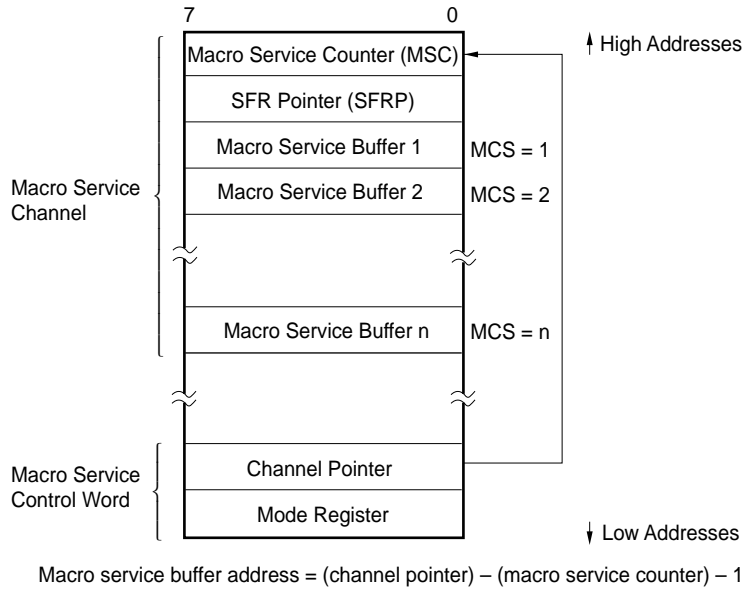 7 0
Macro Service Counter (MSC)
High Addresses
SFR Pointer (SFRP)
Macro Service Buffer 1 MCS = 1
Macro Service Buffer 2 MCS = 2
Macro Service
Channel
Macro Service Buffer n MCS = n
Channel Pointer
Macro Service
Control Word
Mode Register
Low Addresses
Macro service buffer address = (channel pointer) – (macro service counter) – 1